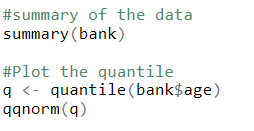 #summary of the data
summary(bank)
#Plot the quantile
q <- quantile(bank$age)
qqnorm(q)